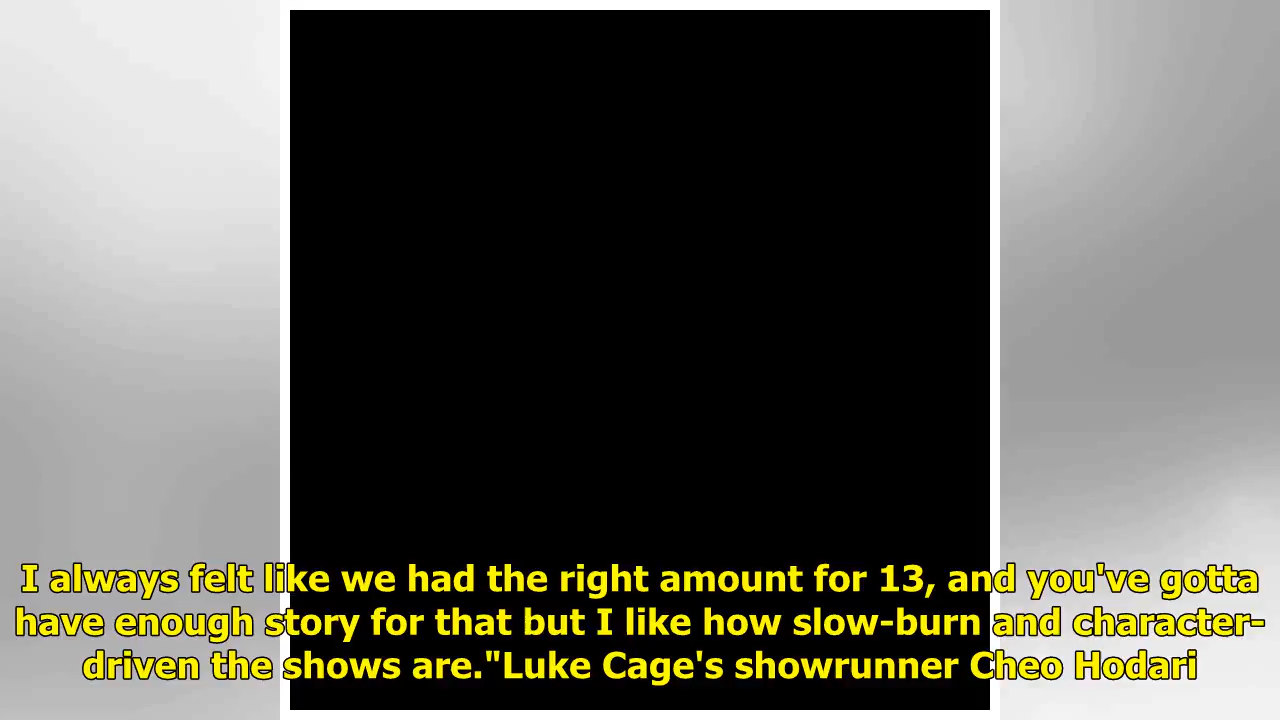 I always felt like we had the right amount for 13, and you've gotta
have enough story for that but I like how slow-burn and character-
driven the shows are."Luke Cage's showrunner Cheo Hodari